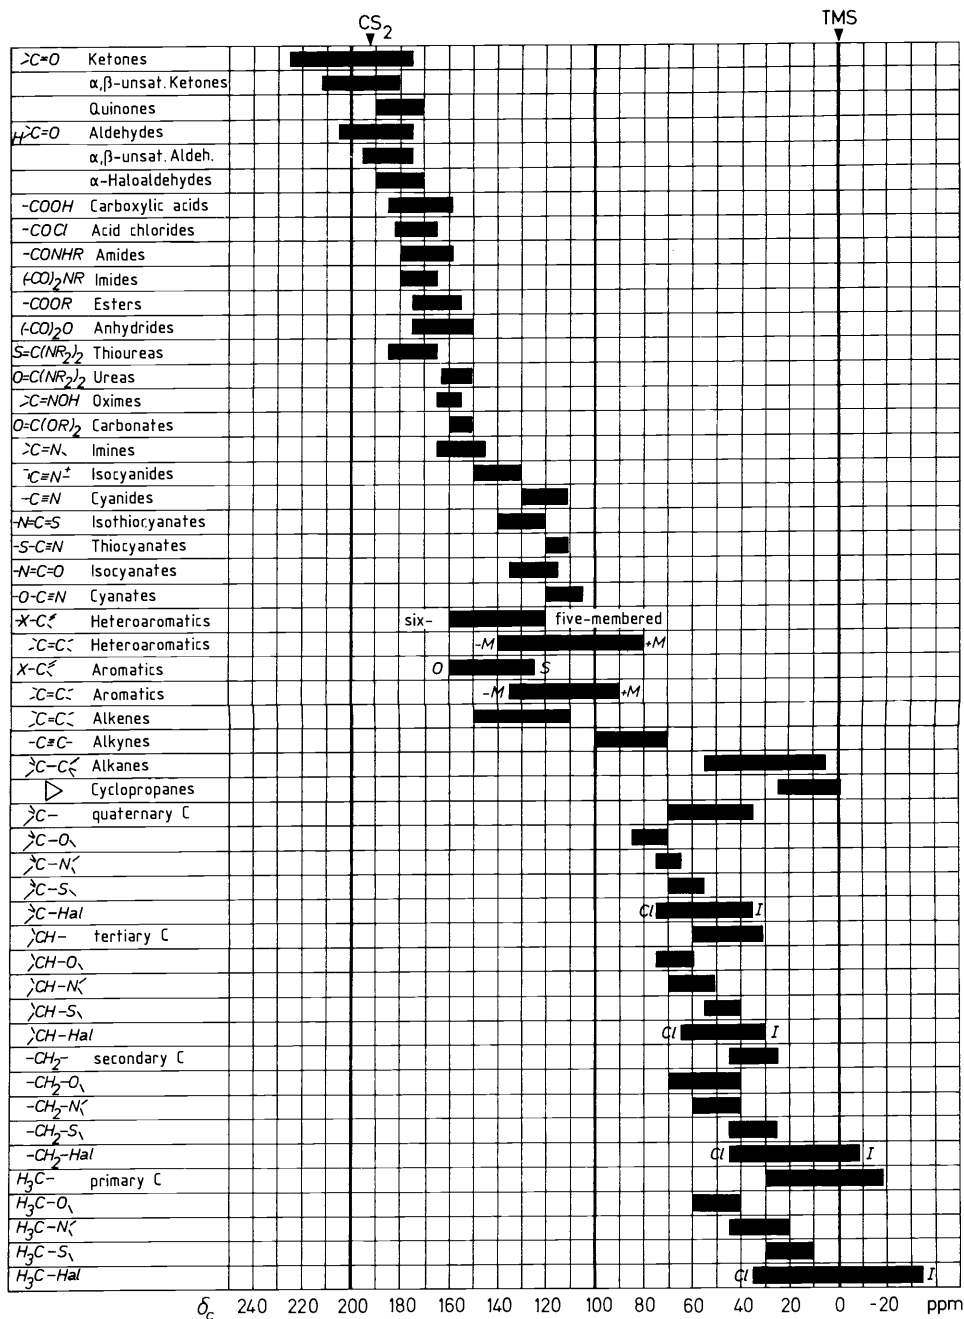 CS2
TMS
>C=O Ketones
α,β-unsat. Ketones
Quinones
H>C=O Aldehydes
α,β-unsat. Aldeh.
α-Haloaldehydes
-COOH Carboxylic acids
-COCl Acid chlorides
-CONHR Amides
(-CO)2NR Imides
-COOR Esters
(-CO)2O Anhydrides
S=C(NR2)2 Thioureas
O=C(NR2)2 Ureas
>C=NOH Oximes
O=C(OR)2 Carbonates
>C=N\ Imines
-C≡N+- Isocyanides
-C≡N Cyanides
-N=C=S Isothiocyanates
-S-C≡N Thiocyanates
-N=C=O Isocyanates
-O-C≡N Cyanates
-X-C Heteroaromatics six- five-membered
>C=C< Heteroaromatics -M +M
X-C Aromatics O S
>C=C< Aromatics -M +M
>C=C< Alkenes
-C≡C- Alkynes
>C-C< Alkanes
▷ Cyclopropanes
>C- quaternary C
>C-O\
>C-N<
>C-S\
>C-Hal Cl I
>CH- tertiary C
>CH-O\
>CH-N<
>CH-S\
>CH-Hal Cl I
-CH2- secondary C
-CH2-O\
-CH2-N<
-CH2-S\
-CH2-Hal Cl I
H3C- primary C
H3C-O\
H3C-N<
H3C-S\
H3C-Hal Cl I
δc 240 220 200 180 160 140 120 100 80 60 40 20 0 -20 ppm